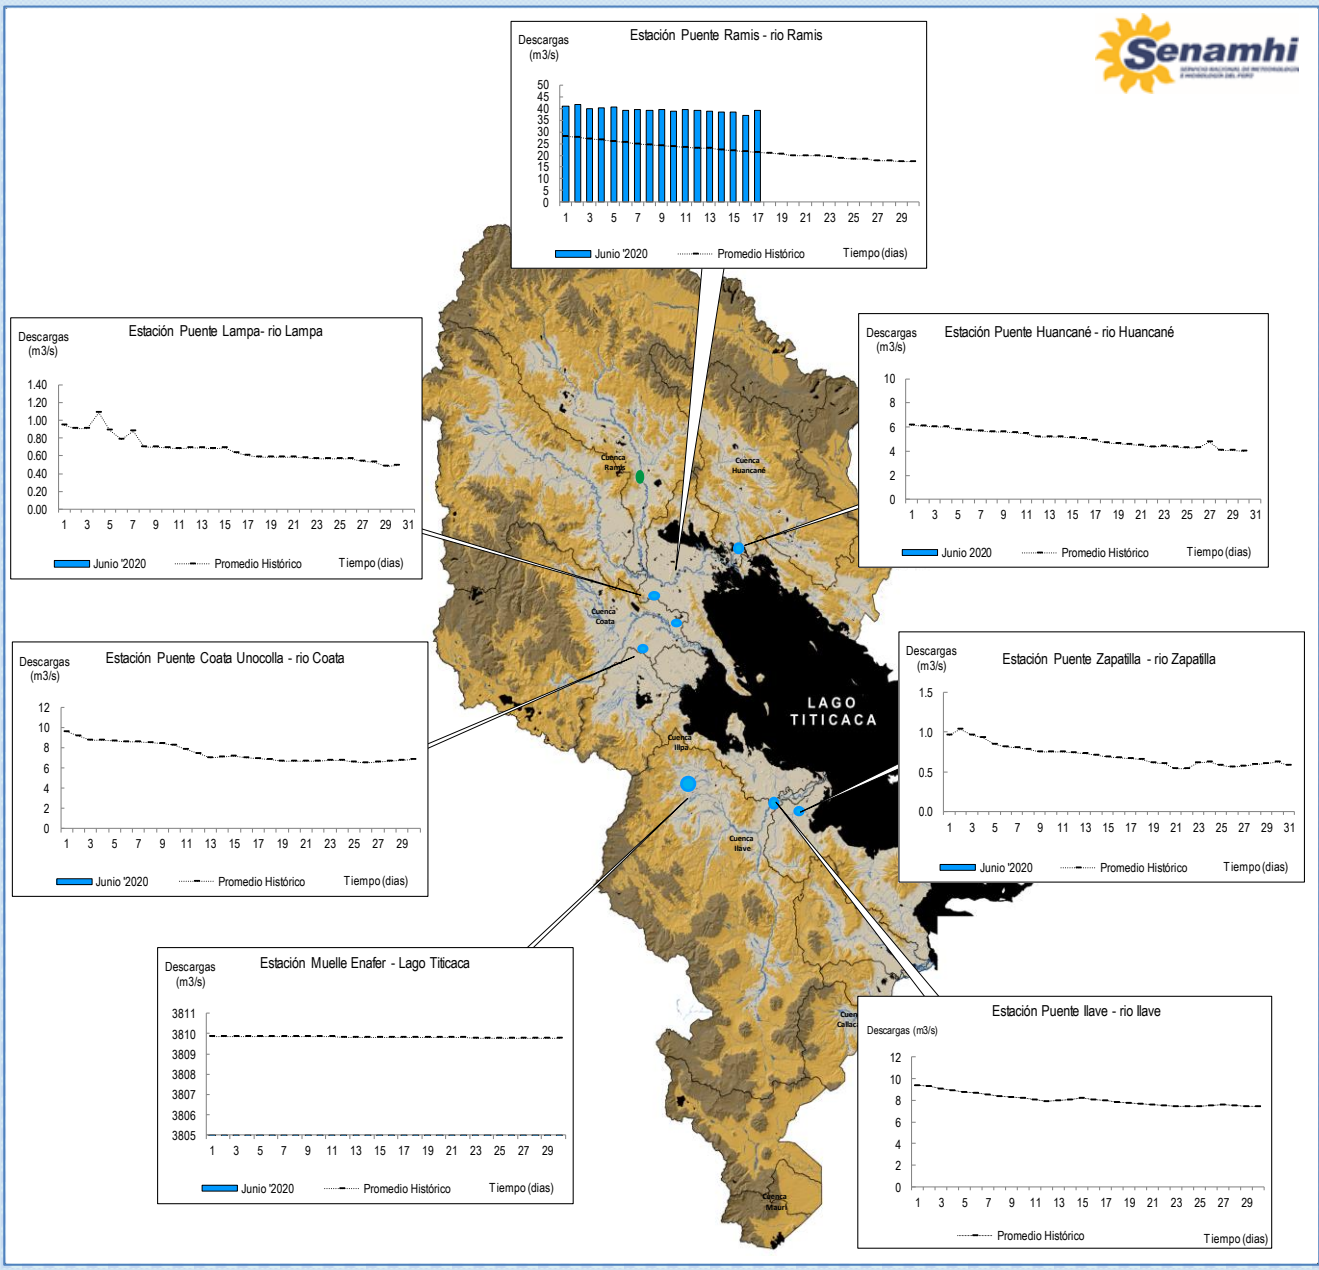 Senamhi
SERVICIO NACIONAL DE METEOROLOGÍA
E HIDROLOGÍA DEL PERÚ
Estación Puente Ramis - rio Ramis
Descargas
(m3/s)
50
45
40
35
30
25
20
15
10
5
0
1 3 5 7 9 11 13 15 17 19 21 23 25 27 29
Junio '2020 Promedio Histórico Tiempo (dias)
Estación Puente Lampa- rio Lampa
Descargas
(m3/s)
1.40
1.20
1.00
0.80
0.60
0.40
0.20
0.00
1 3 5 7 9 11 13 15 17 19 21 23 25 27 29 31
Junio '2020 Promedio Histórico Tiempo (dias)
Estación Puente Huancané - rio Huancané
Descargas
(m3/s)
10
8
6
4
2
0
1 3 5 7 9 11 13 15 17 19 21 23 25 27 29 31
Junio 2020 Promedio Histórico Tiempo (dias)
Cuenca
Ramis
Cuenca
Huancané
Cuenca
Coata
LAGO
TITICACA
Cuenca
Illpa
Cuenca
Ilave
Cuen
Callac
Cuenca
Mauri
Estación Puente Coata Unocolla - rio Coata
Descargas
(m3/s)
12
10
8
6
4
2
0
1 3 5 7 9 11 13 15 17 19 21 23 25 27 29
Junio '2020 Promedio Histórico Tiempo (dias)
Estación Puente Zapatilla - rio Zapatilla
Descargas
(m3/s)
1.5
1.0
0.5
0.0
1 3 5 7 9 11 13 15 17 19 21 23 25 27 29 31
Junio '2020 Promedio Histórico Tiempo (dias)
Estación Muelle Enafer - Lago Titicaca
Descargas
(m3/s)
3811
3810
3809
3808
3807
3806
3805
1 3 5 7 9 11 13 15 17 19 21 23 25 27 29
Junio '2020 Promedio Histórico Tiempo (dias)
Estación Puente Ilave - rio Ilave
Descargas (m3/s)
12
10
8
6
4
2
0
1 3 5 7 9 11 13 15 17 19 21 23 25 27 29
Promedio Histórico Tiempo (dias)